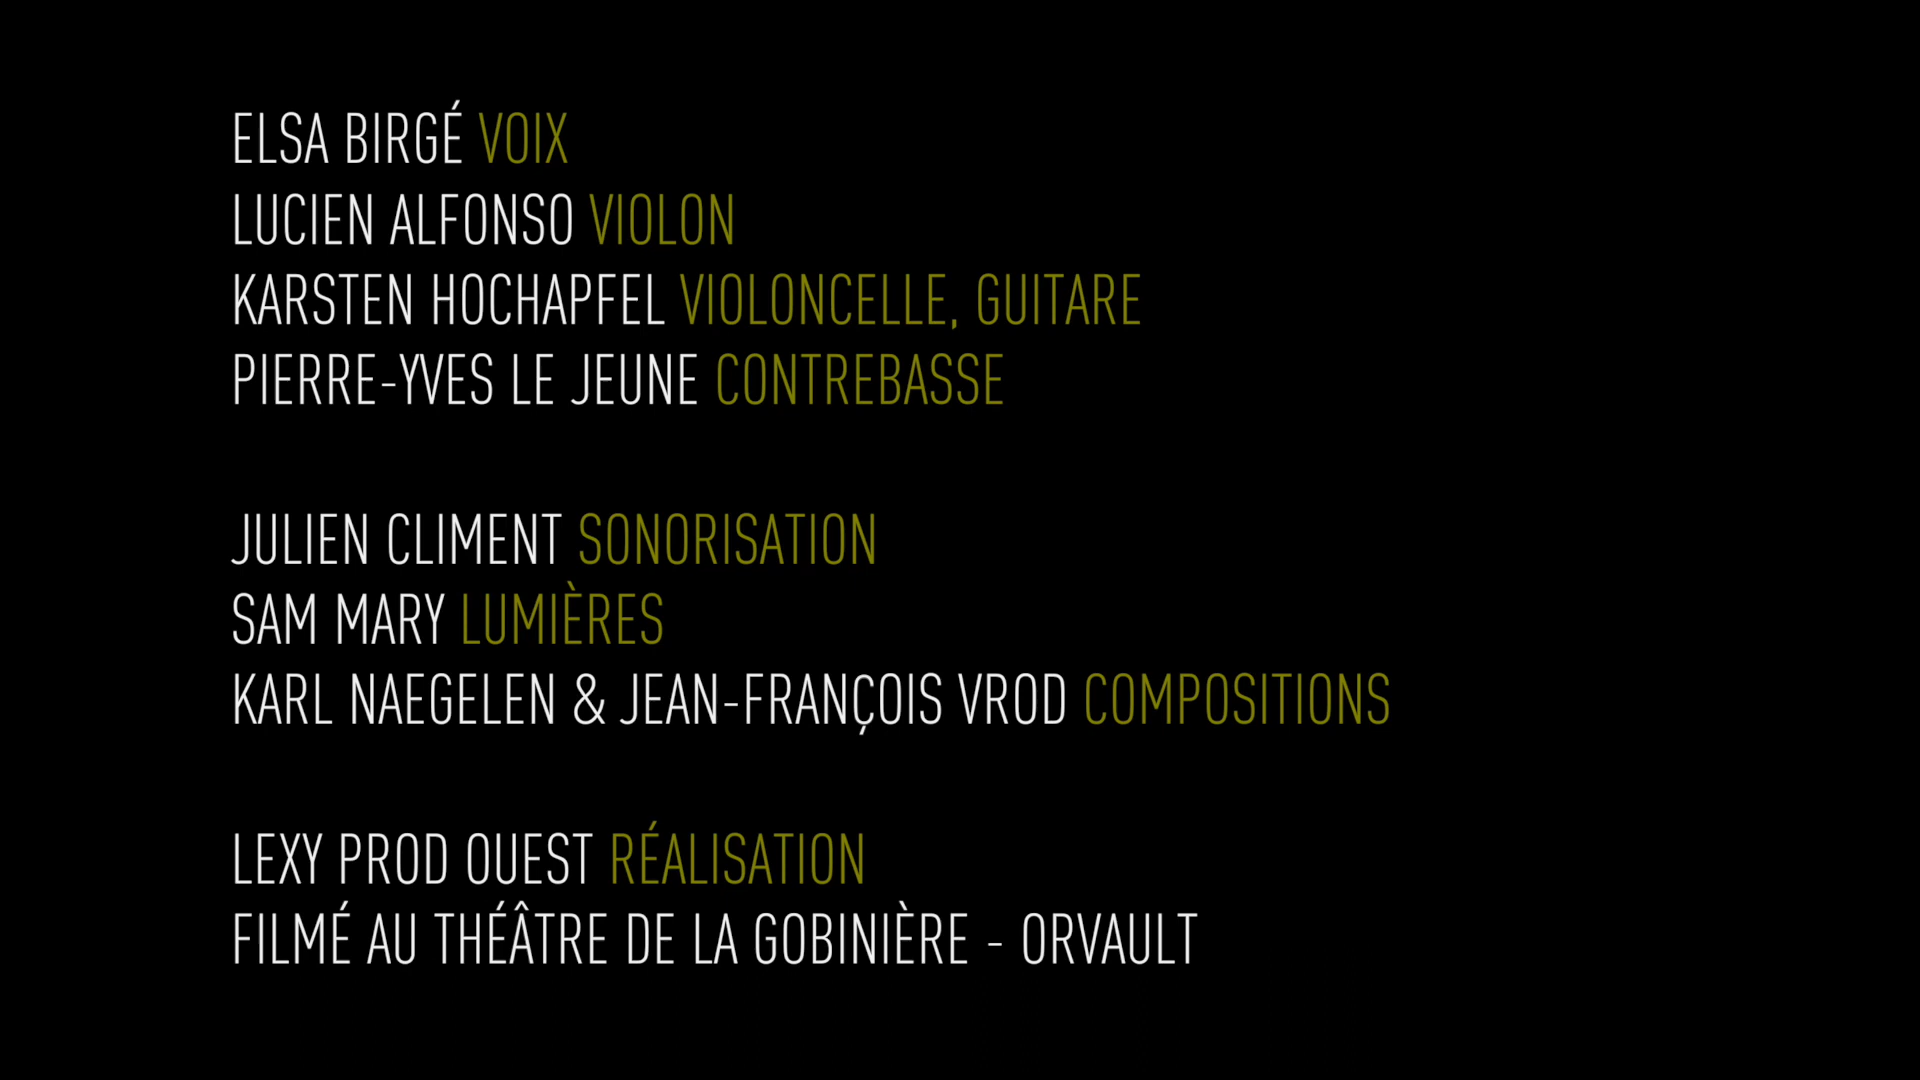 ELSA BIRGÉ VOIX
LUCIEN ALFONSO VIOLON
KARSTEN HOCHAPFEL VIOLONCELLE, GUITARE
PIERRE-YVES LE JEUNE CONTREBASSE
JULIEN CLIMENT SONORISATION
SAM MARY LUMIÈRES
KARL NAEGELEN & JEAN-FRANÇOIS VROD COMPOSITIONS
LEXY PROD OUEST RÉALISATION
FILMÉ AU THÉÂTRE DE LA GOBINIÈRE - ORVAULT